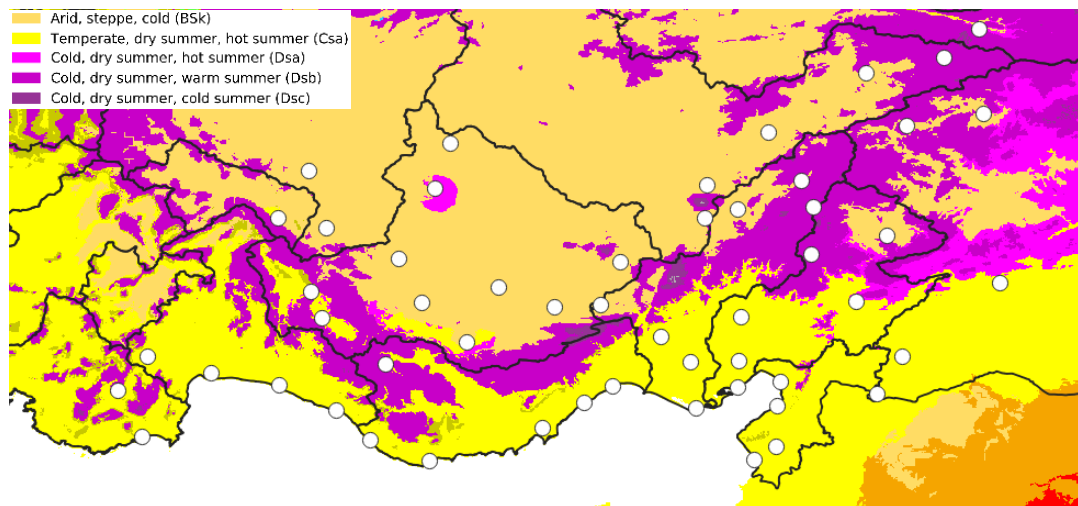 Arid, steppe, cold (BSk)
Temperate, dry summer, hot summer (Csa)
Cold, dry summer, hot summer (Dsa)
Cold, dry summer, warm summer (Dsb)
Cold, dry summer, cold summer (Dsc)